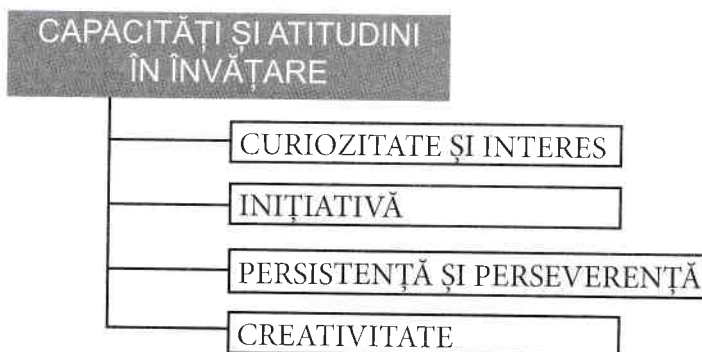 CAPACITĂȚI ȘI ATITUDINI
ÎN ÎNVĂȚARE
CURIOZITATE ȘI INTERES
INIȚIATIVĂ
PERSISTENȚĂ ȘI PERSEVERENȚĂ
CREATIVITATE